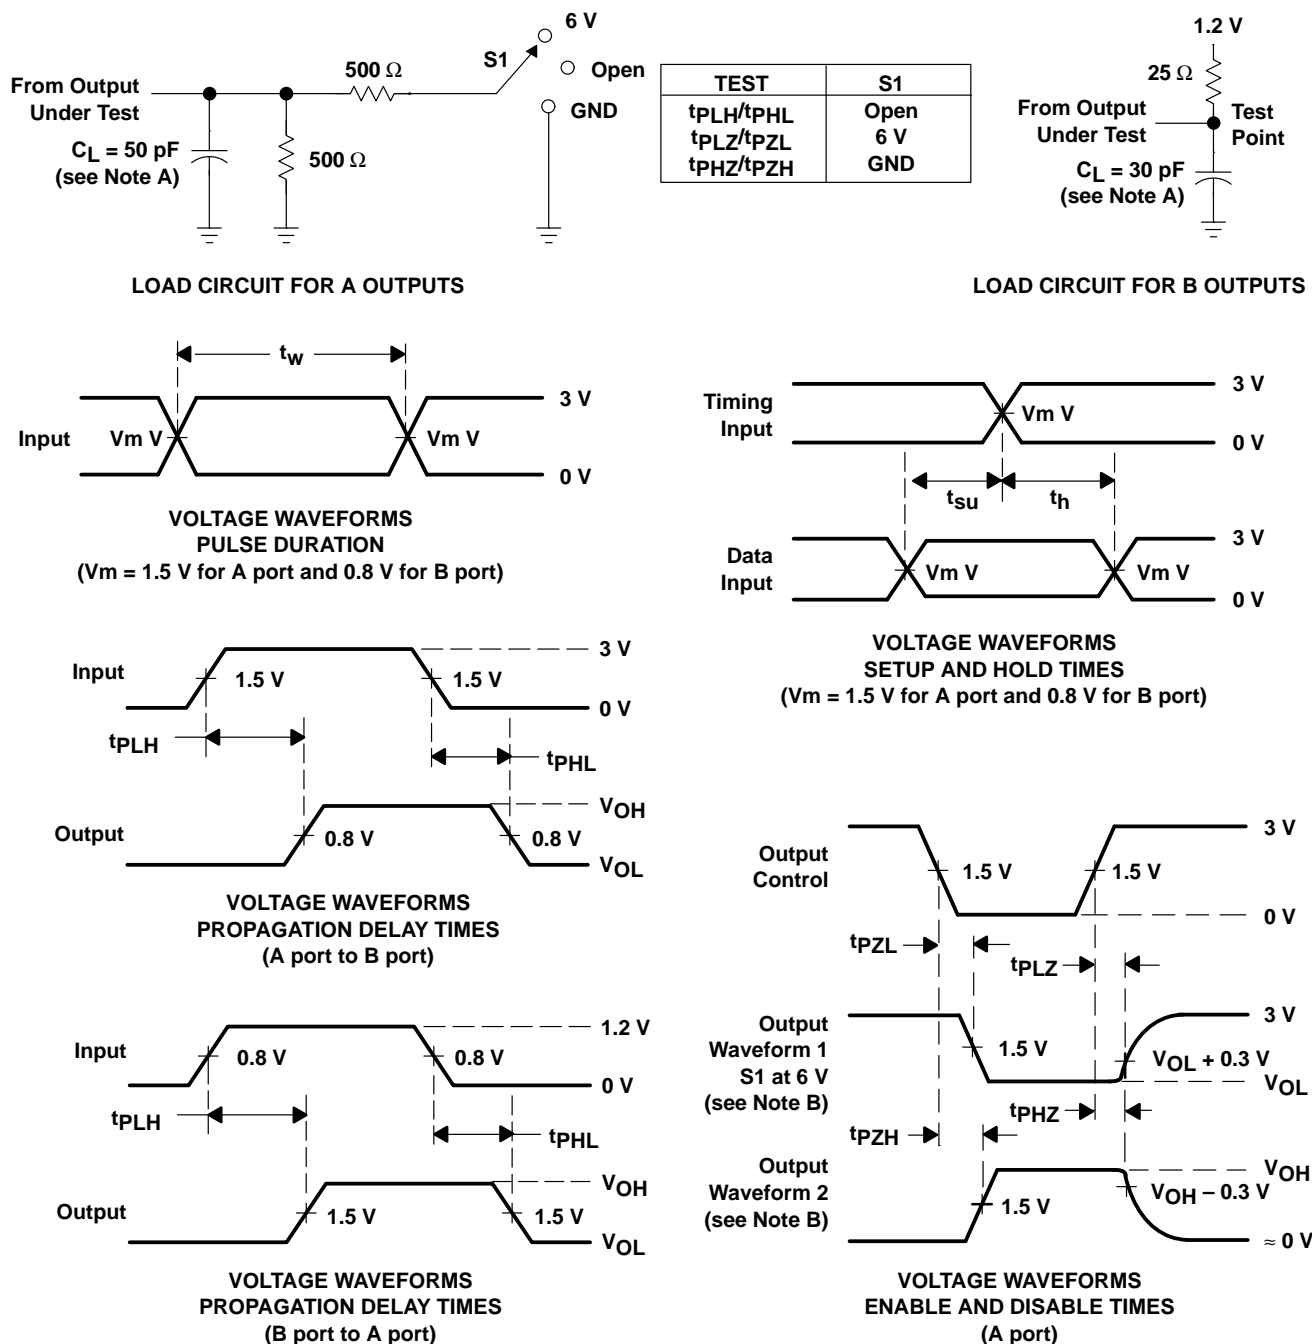 6 V
S1
Open
GND
500 Ω
From Output
Under Test
CL = 50 pF
(see Note A)
500 Ω
LOAD CIRCUIT FOR A OUTPUTS
TEST S1
tPLH/tPHL Open
tPLZ/tPZL 6 V
tPHZ/tPZH GND
1.2 V
25 Ω
From Output
Under Test
Test
Point
CL = 30 pF
(see Note A)
LOAD CIRCUIT FOR B OUTPUTS
tw
3 V
Input
Vm V
Vm V
0 V
VOLTAGE WAVEFORMS
PULSE DURATION
(Vm = 1.5 V for A port and 0.8 V for B port)
3 V
Timing
Input
Vm V
0 V
tsu
th
3 V
Data
Input
Vm V
Vm V
0 V
VOLTAGE WAVEFORMS
SETUP AND HOLD TIMES
(Vm = 1.5 V for A port and 0.8 V for B port)
3 V
Input
1.5 V
1.5 V
0 V
tPLH
tPHL
VOH
Output
0.8 V
0.8 V
VOL
VOLTAGE WAVEFORMS
PROPAGATION DELAY TIMES
(A port to B port)
1.2 V
Input
0.8 V
0.8 V
0 V
tPLH
tPHL
VOH
Output
1.5 V
1.5 V
VOL
VOLTAGE WAVEFORMS
PROPAGATION DELAY TIMES
(B port to A port)
3 V
Output
Control
1.5 V
1.5 V
0 V
tPZL
tPLZ
3 V
Output
Waveform 1
S1 at 6 V
(see Note B)
1.5 V
VOL + 0.3 V
VOL
tPHZ
tPZH
VOH
Output
Waveform 2
(see Note B)
1.5 V
VOH – 0.3 V
≈ 0 V
VOLTAGE WAVEFORMS
ENABLE AND DISABLE TIMES
(A port)